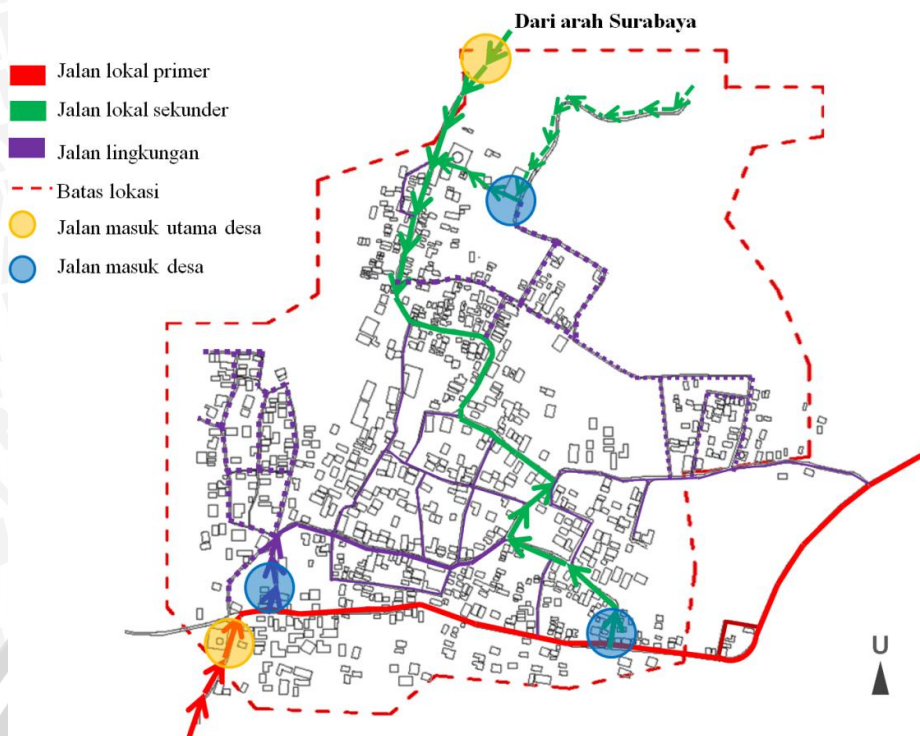 Dari arah Surabaya
Jalan lokal primer
Jalan lokal sekunder
Jalan lingkungan
Batas lokasi
Jalan masuk utama desa
Jalan masuk desa
U